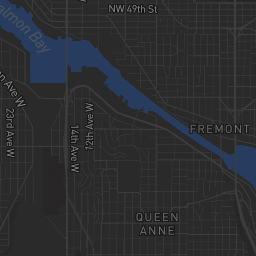 NW 49th St
almon Bay
n Ave W
23rd Ave W
14th Ave W
12th Ave W
FREMONT
QUEEN
ANNE